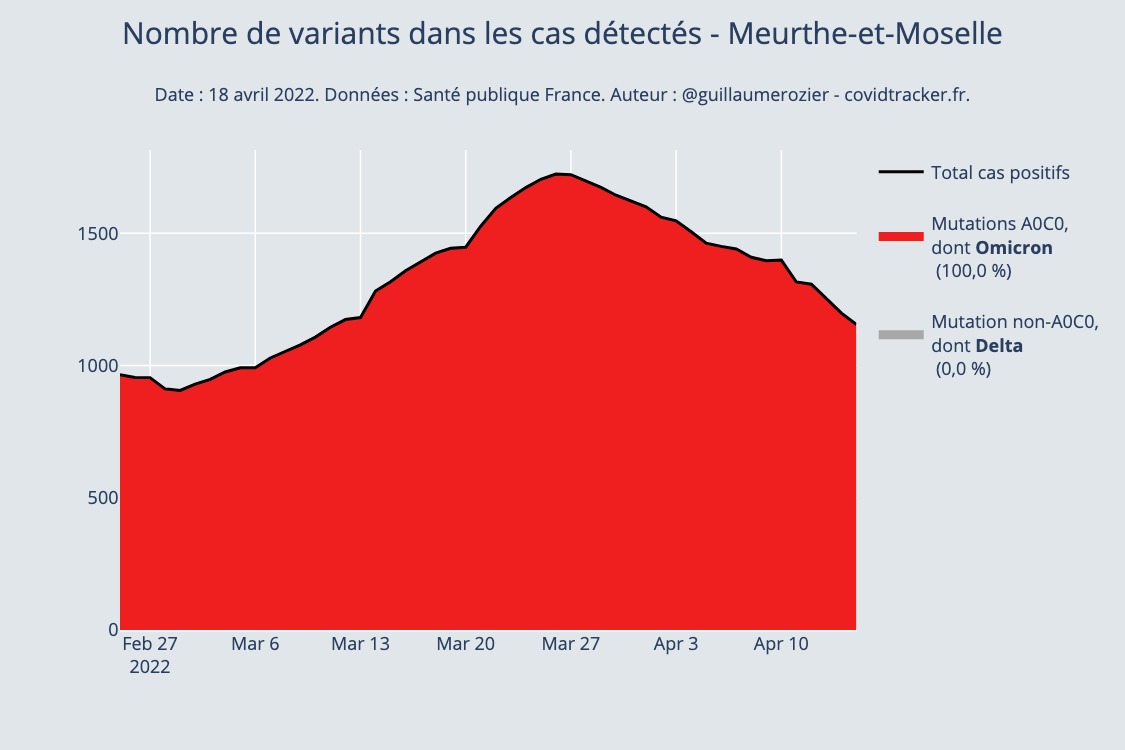 Nombre de variants dans les cas détectés - Meurthe-et-Moselle
Date : 18 avril 2022. Données : Santé publique France. Auteur : @guillaumerozier - covidtracker.fr.
Total cas positifs
Mutations A0C0,
dont Omicron
(100,0 %)
Mutation non-A0C0,
dont Delta
(0,0 %)
1500
1000
500
0
Feb 27 Mar 6 Mar 13 Mar 20 Mar 27 Apr 3 Apr 10
2022